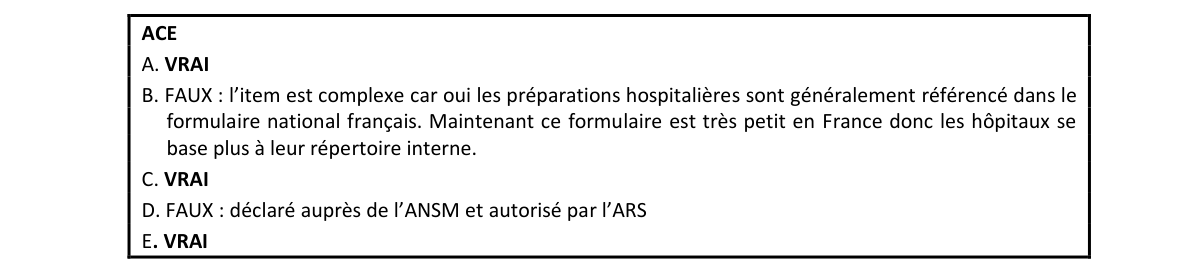 ACE
A. VRAI
B. FAUX : l’item est complexe car oui les préparations hospitalières sont généralement référencé dans le
formulaire national français. Maintenant ce formulaire est très petit en France donc les hôpitaux se
base plus à leur répertoire interne.
C. VRAI
D. FAUX : déclaré auprès de l’ANSM et autorisé par l’ARS
E. VRAI